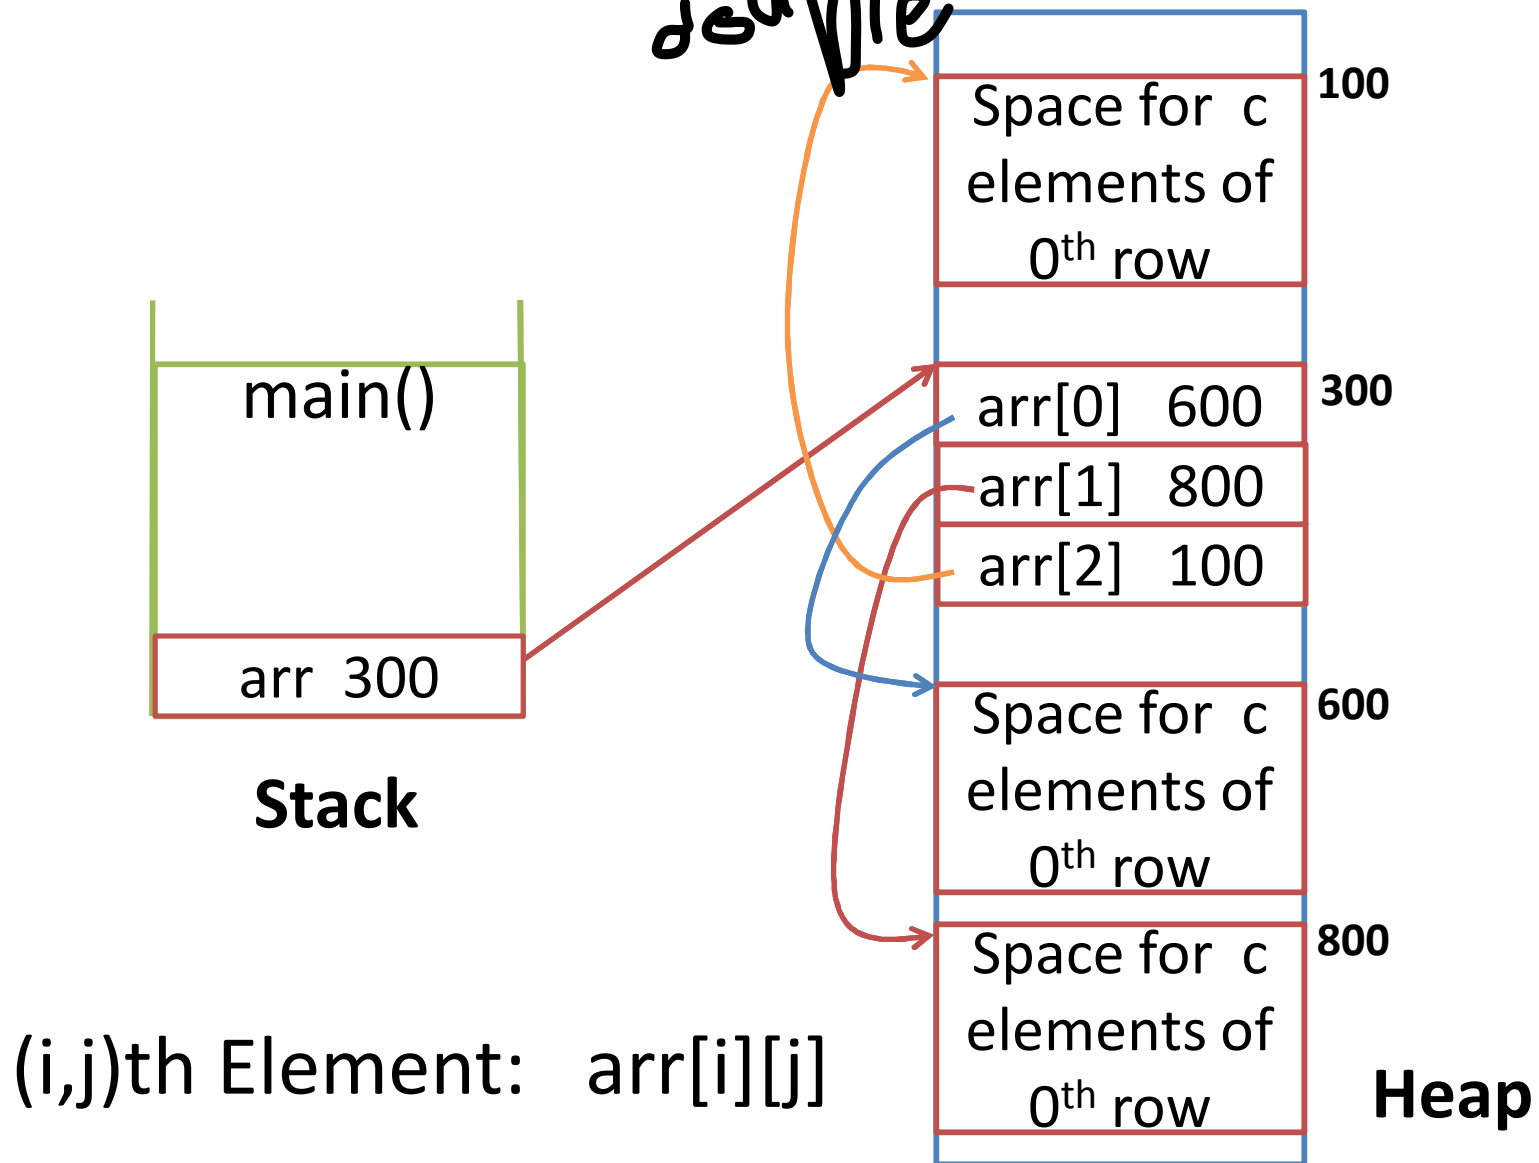 100
Space for c
elements of
0th row
main()
arr[0] 600
300
arr[1] 800
arr[2] 100
arr 300
Stack
Space for c
elements of
0th row
600
Space for c
elements of
0th row
800
(i,j)th Element: arr[i][j]
Heap